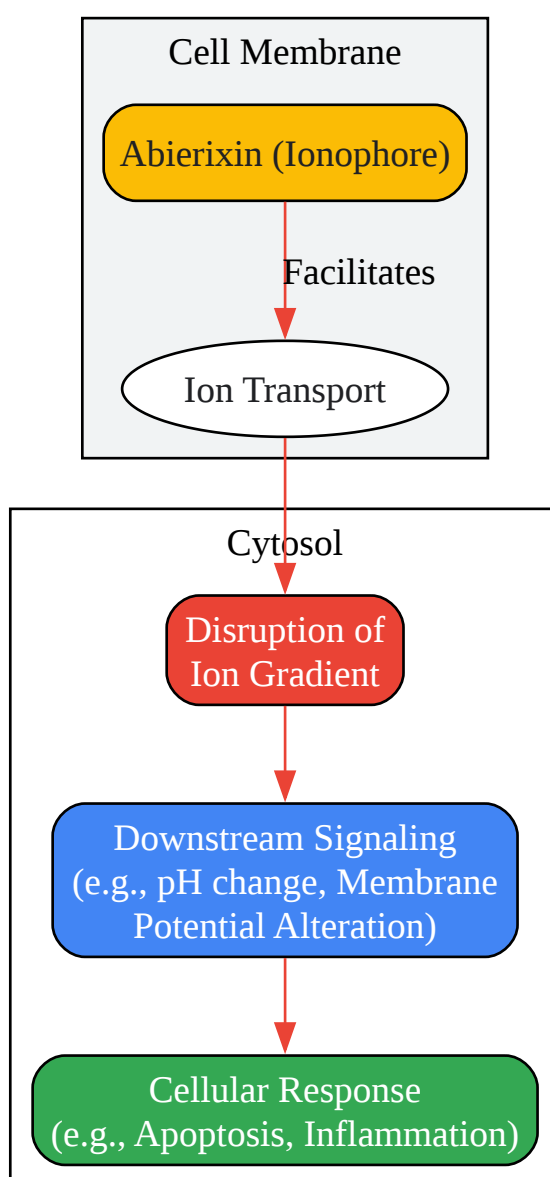 Cell Membrane
Abierixin (Ionophore)
Facilitates
Ion Transport
Cytosol
Disruption of
Ion Gradient
Downstream Signaling
(e.g., pH change, Membrane
Potential Alteration)
Cellular Response
(e.g., Apoptosis, Inflammation)